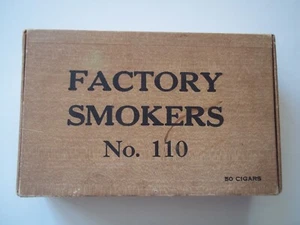 FACTORY
SMOKERS
No. 110
50 CIGARS